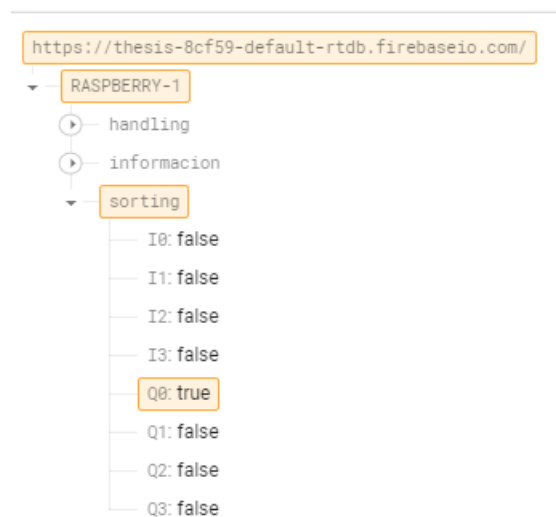 https://thesis-8cf59-default-rtdb.firebaseio.com/
RASPBERRY-1
handling
informacion
sorting
I0: false
I1: false
I2: false
I3: false
Q0: true
Q1: false
Q2: false
Q3: false